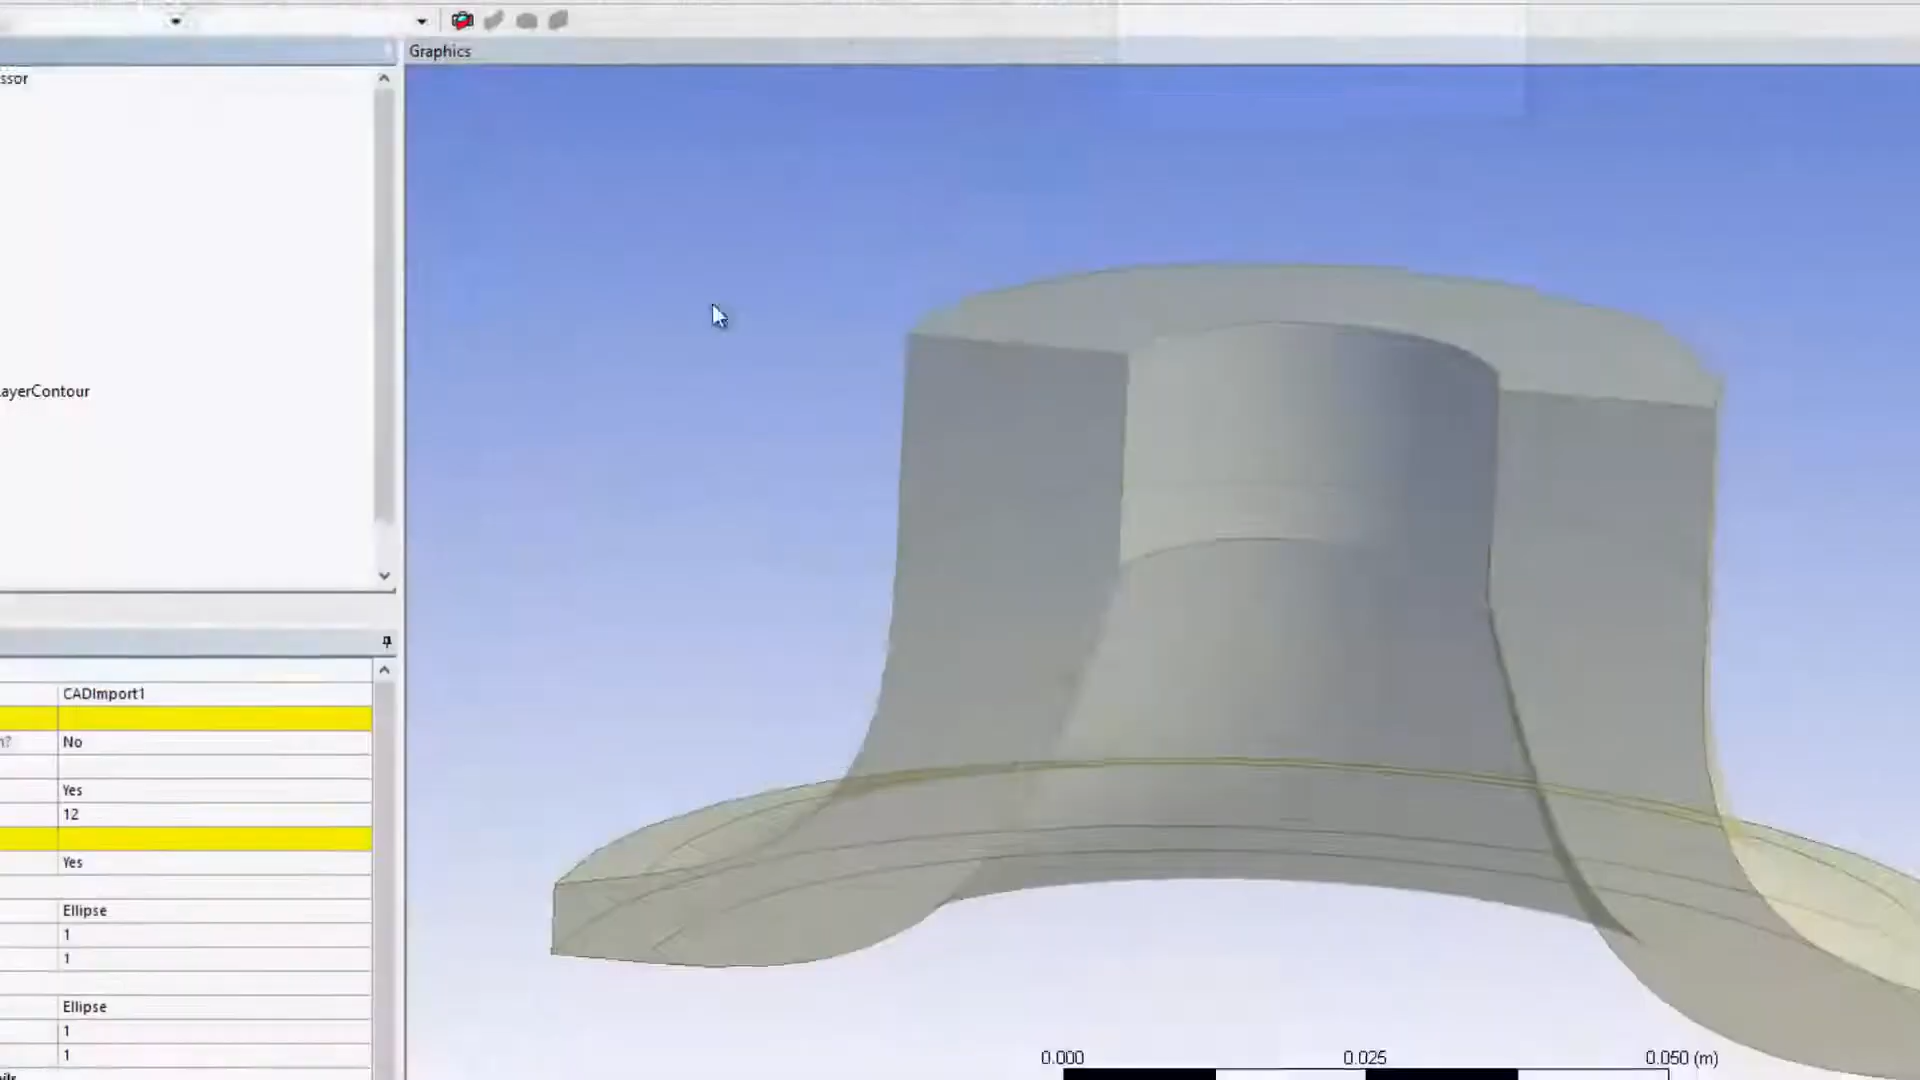 Graphics
ssor
ayerContour
CADImport1
No
Yes
12
Yes
Ellipse
1
1
Ellipse
1
1
0.000 0.025 0.050 (m)